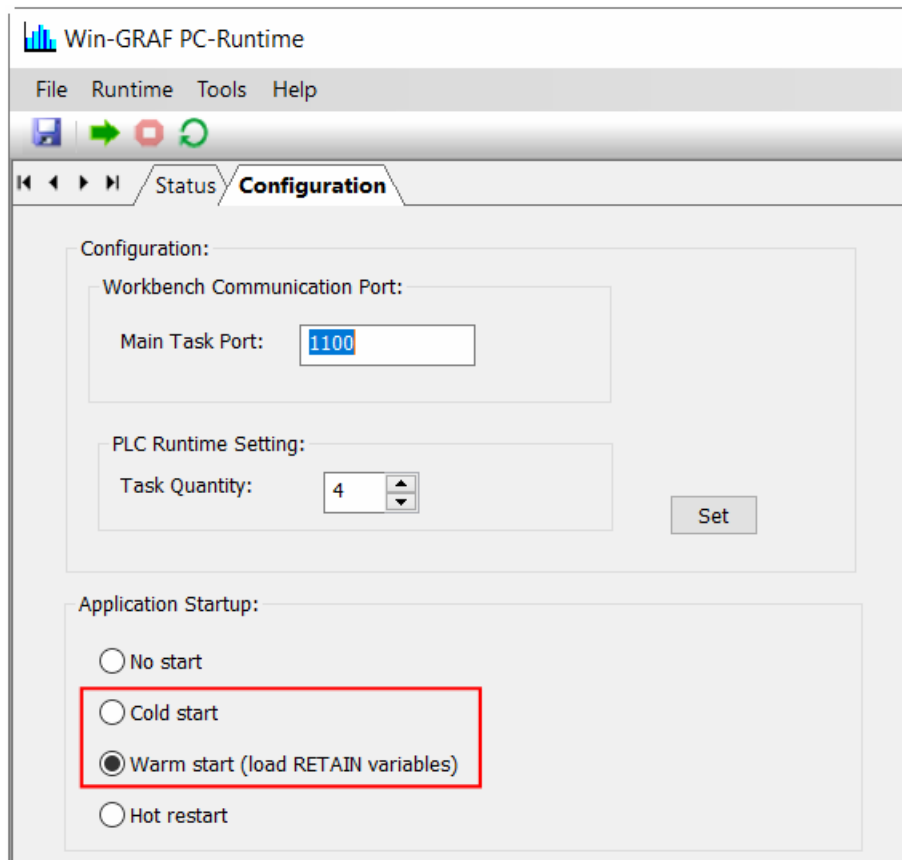 Win-GRAF PC-Runtime
File Runtime Tools Help
Status Configuration
Configuration:
Workbench Communication Port:
Main Task Port: 1100
PLC Runtime Setting:
Task Quantity: 4
Set
Application Startup:
No start
Cold start
Warm start (load RETAIN variables)
Hot restart